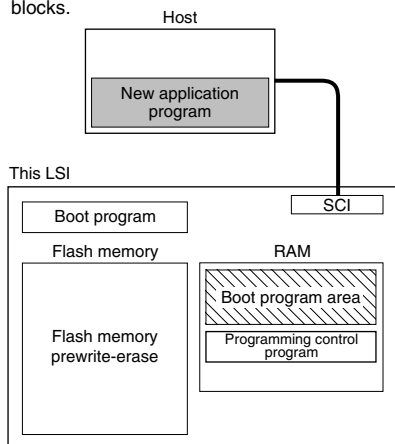 blocks.
Host
New application
program
This LSI
SCI
Boot program
Flash memory
RAM
Boot program area
Flash memory
prewrite-erase
Programming control
program